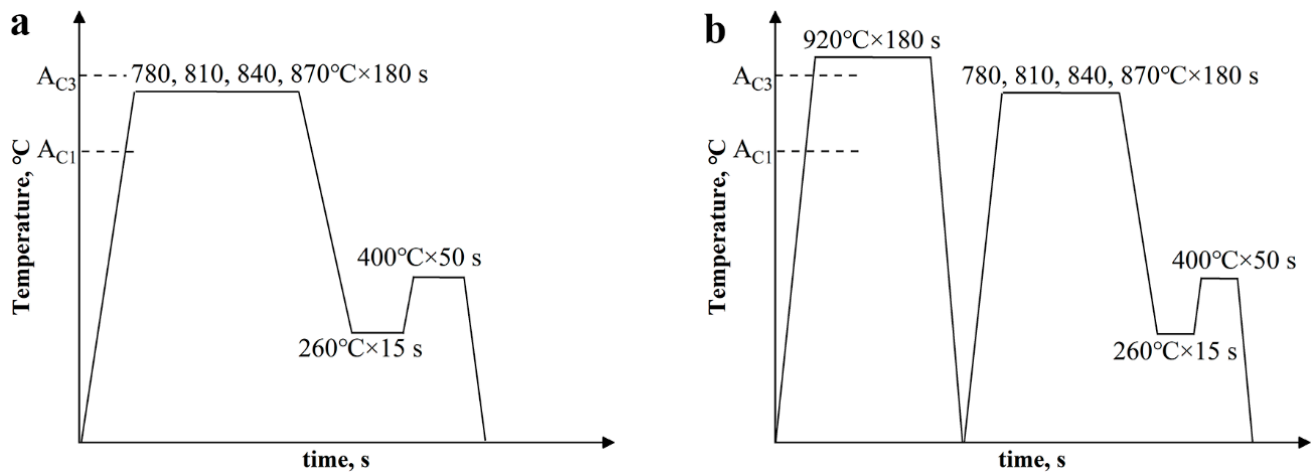 a
A_C3
780, 810, 840, 870℃×180 s
A_C1
Temperature, ℃
400℃×50 s
260℃×15 s
time, s
b
920℃×180 s
A_C3
780, 810, 840, 870℃×180 s
A_C1
Temperature, ℃
400℃×50 s
260℃×15 s
time, s